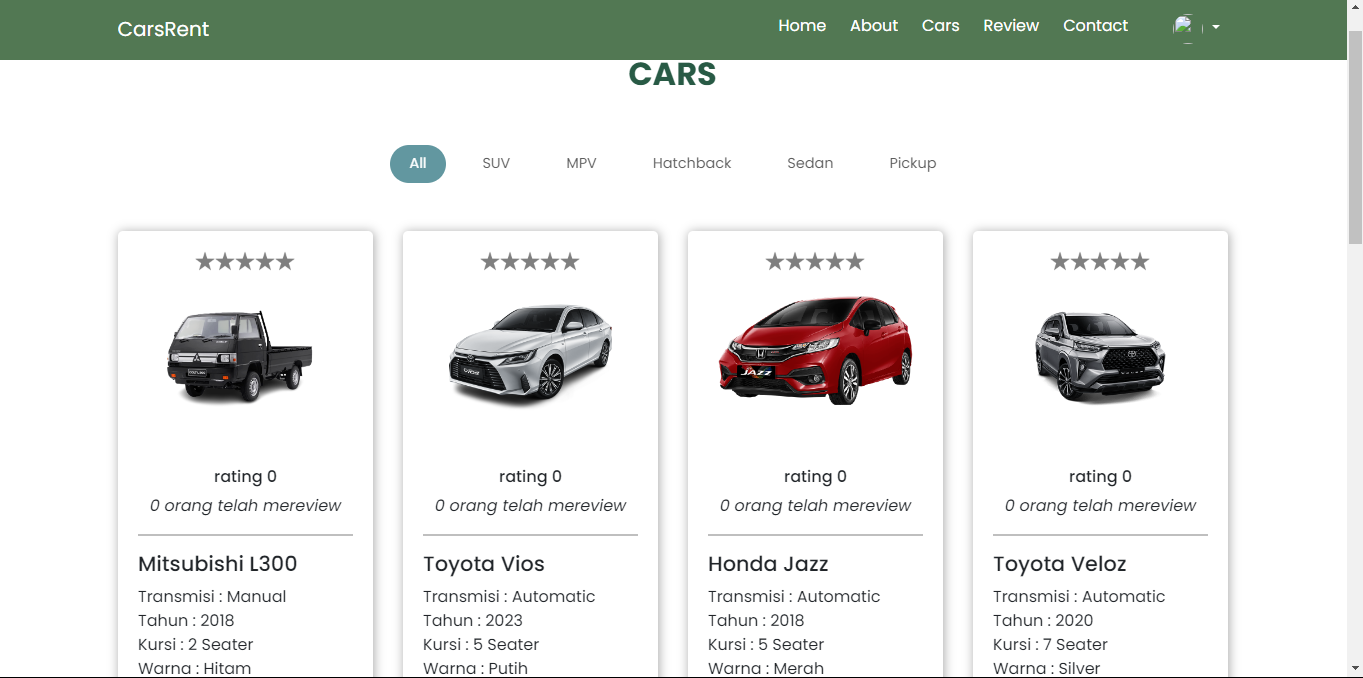 CarsRent
Home About Cars Review Contact
CARS
All SUV MPV Hatchback Sedan Pickup
★★★★★ ★★★★★ ★★★★★ ★★★★★
JAZZ
rating 0 rating 0 rating 0 rating 0
0 orang telah mereview 0 orang telah mereview 0 orang telah mereview 0 orang telah mereview
Mitsubishi L300 Toyota Vios Honda Jazz Toyota Veloz
Transmisi : Manual Transmisi : Automatic Transmisi : Automatic Transmisi : Automatic
Tahun : 2018 Tahun : 2023 Tahun : 2018 Tahun : 2020
Kursi : 2 Seater Kursi : 5 Seater Kursi : 5 Seater Kursi : 7 Seater
Warna : Hitam Warna : Putih Warna : Merah Warna : Silver